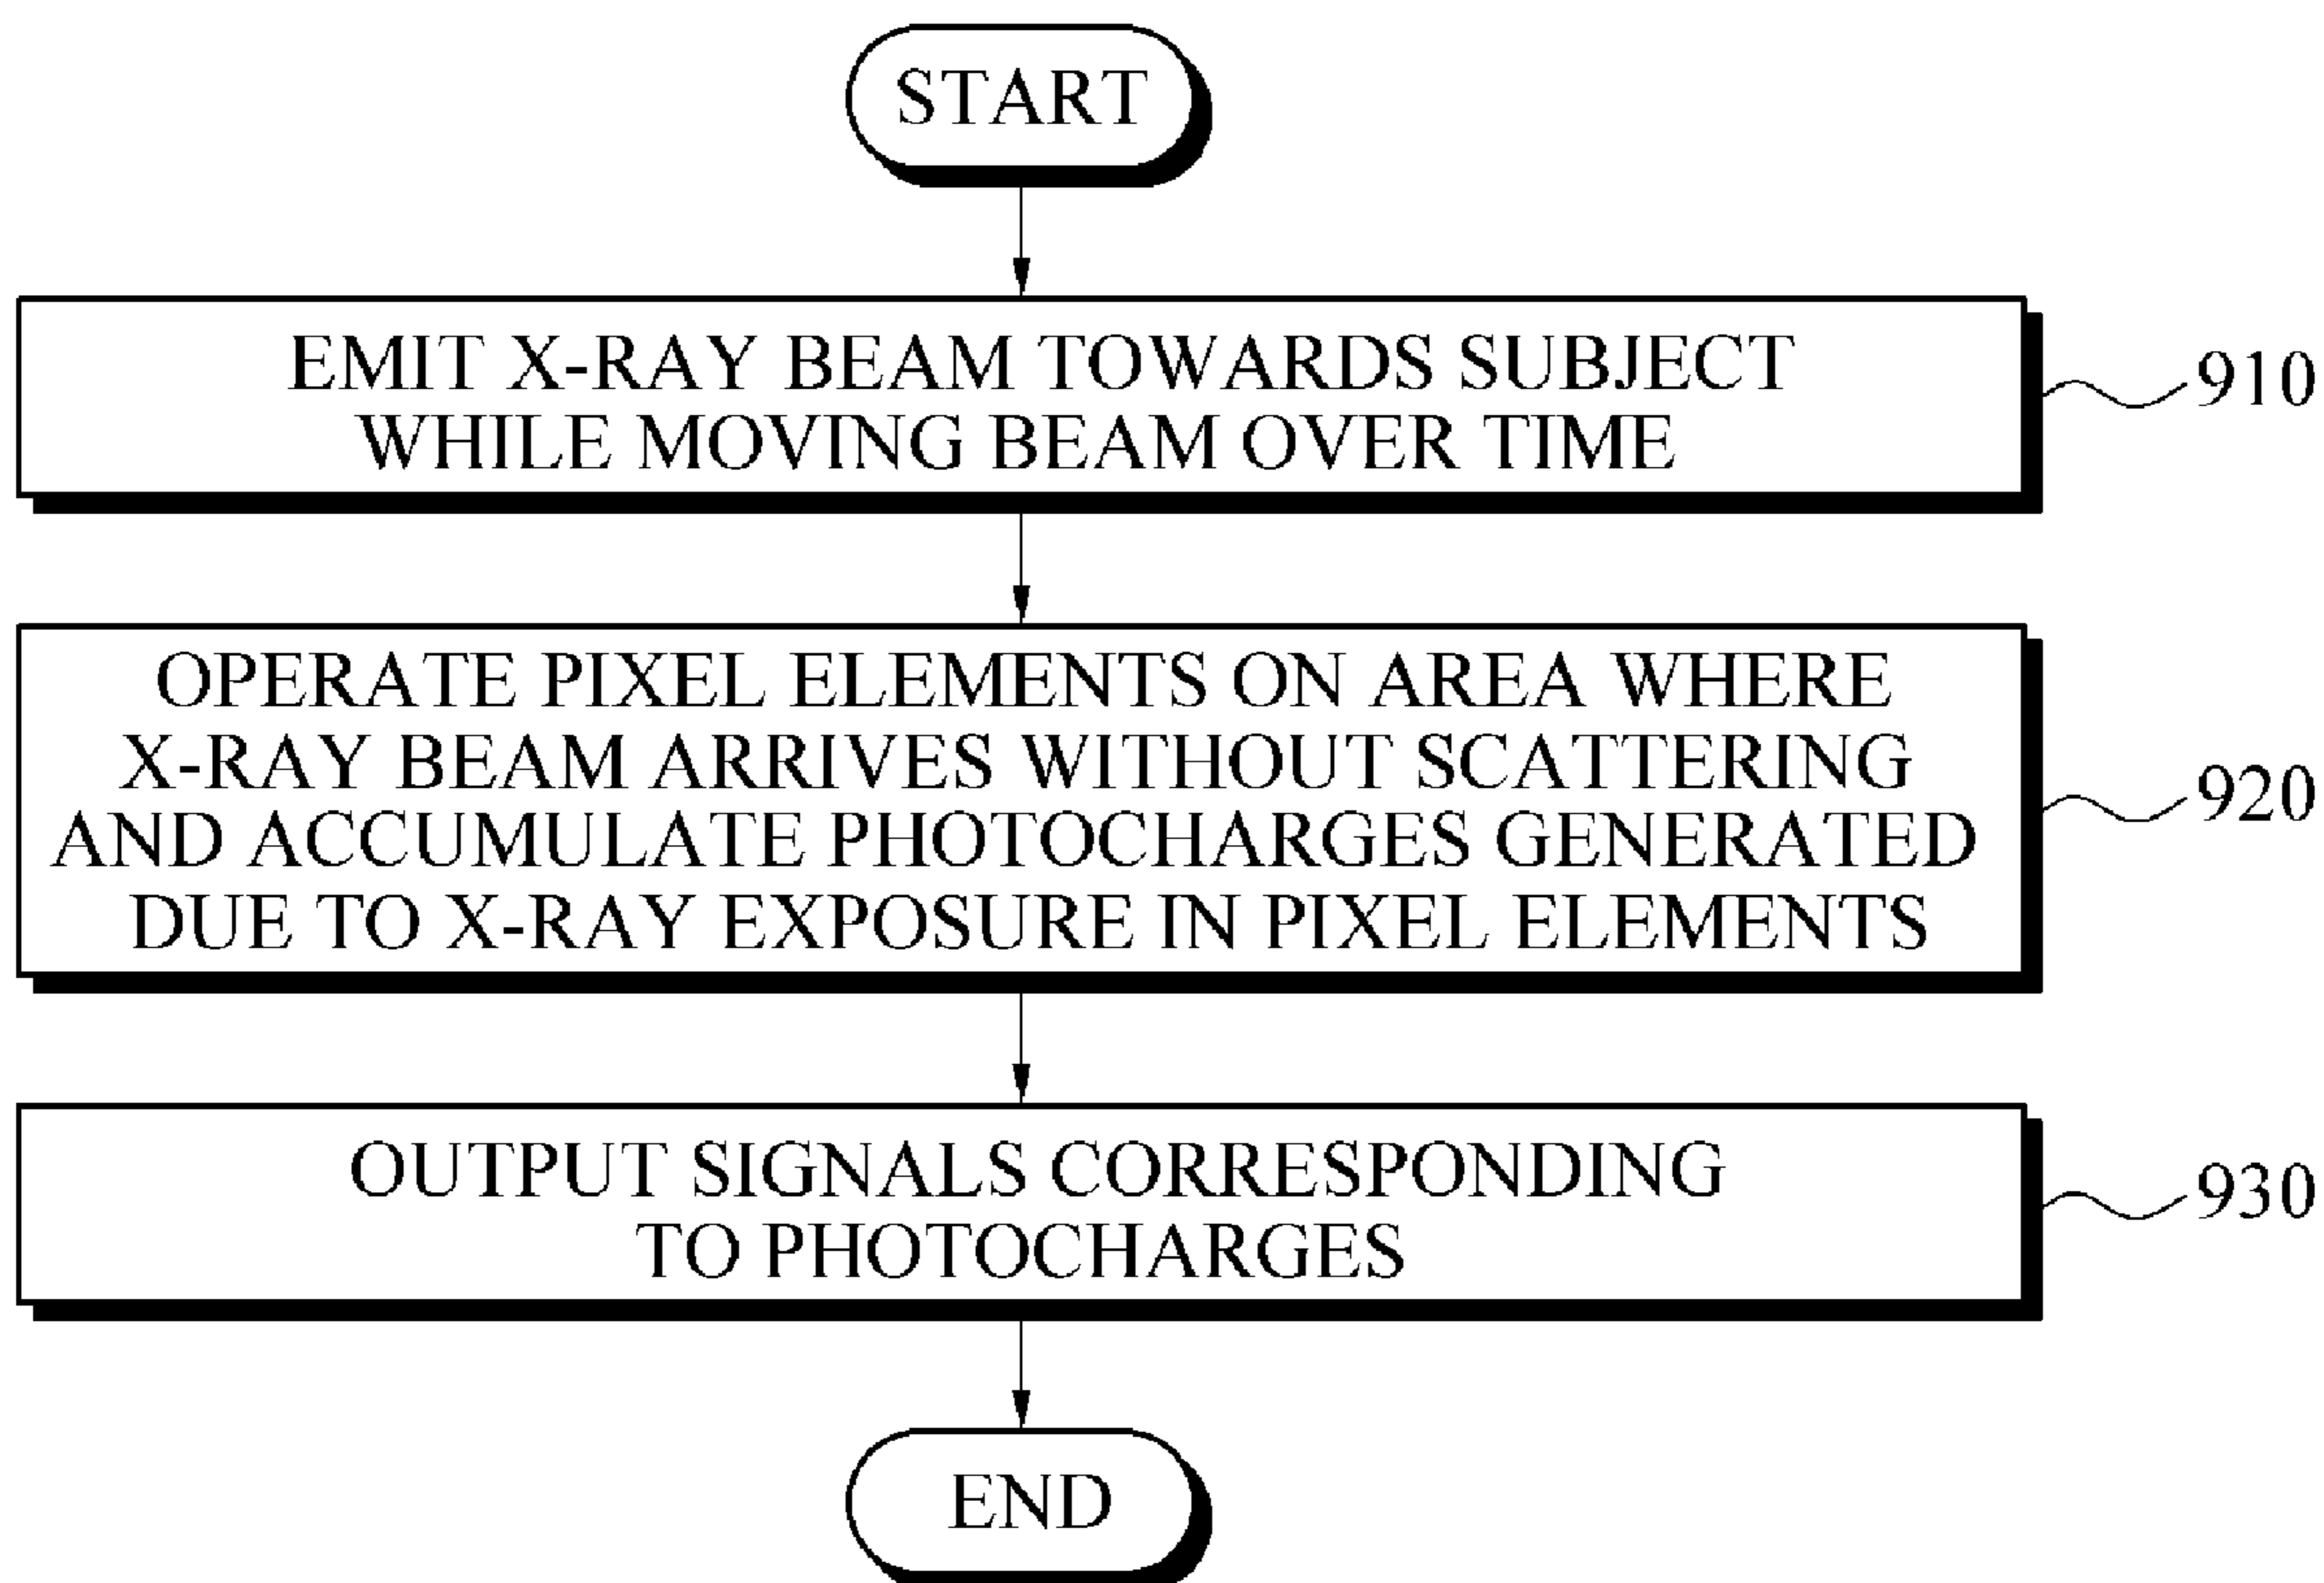 START
EMIT X-RAY BEAM TOWARDS SUBJECT
WHILE MOVING BEAM OVER TIME
910
OPERATE PIXEL ELEMENTS ON AREA WHERE
X-RAY BEAM ARRIVES WITHOUT SCATTERING
AND ACCUMULATE PHOTOCHARGES GENERATED
DUE TO X-RAY EXPOSURE IN PIXEL ELEMENTS
920
OUTPUT SIGNALS CORRESPONDING
TO PHOTOCHARGES
930
END